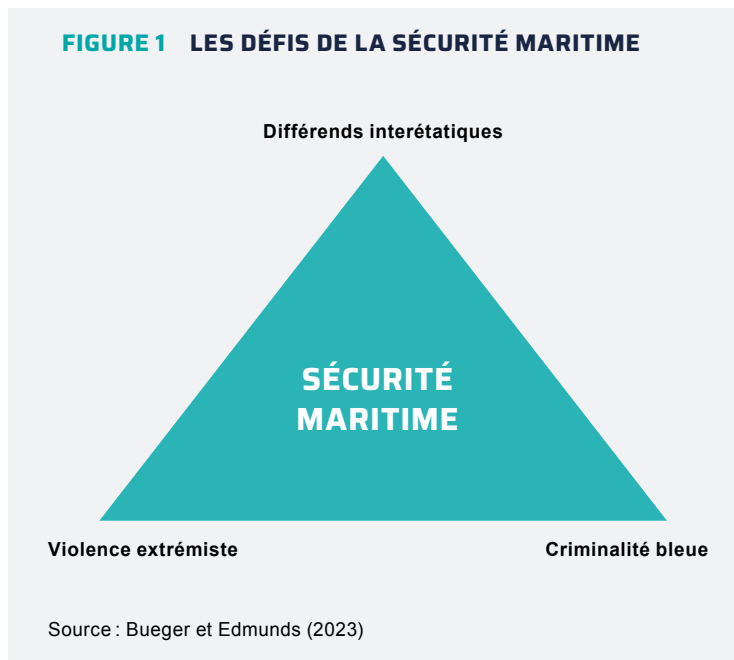 FIGURE 1 LES DÉFIS DE LA SÉCURITÉ MARITIME
Différends interétatiques
SÉCURITÉ
MARITIME
Violence extrémiste Criminalité bleue
Source : Bueger et Edmunds (2023)